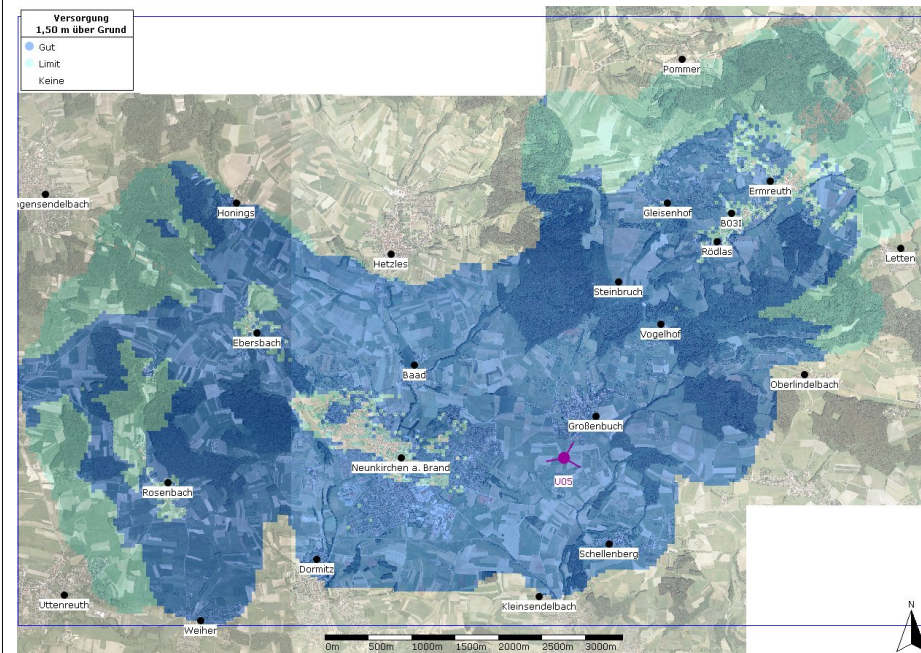 Versorgung
1,50 m über Grund
Gut
Limit
Keine
Pommer
ngensendelbach
Honings
Ermreuth
Gleisenhof
B03I
Rödlas
Hetzles
Letten
Steinbruch
Vogelhof
Ebersbach
Baad
Oberlindelbach
Großenbuch
Neunkirchen a. Brand
U05
Rosenbach
Schellenberg
Dormitz
Uttenreuth
Kleinsendelbach
Weiher
N
0m 500m 1000m 1500m 2000m 2500m 3000m